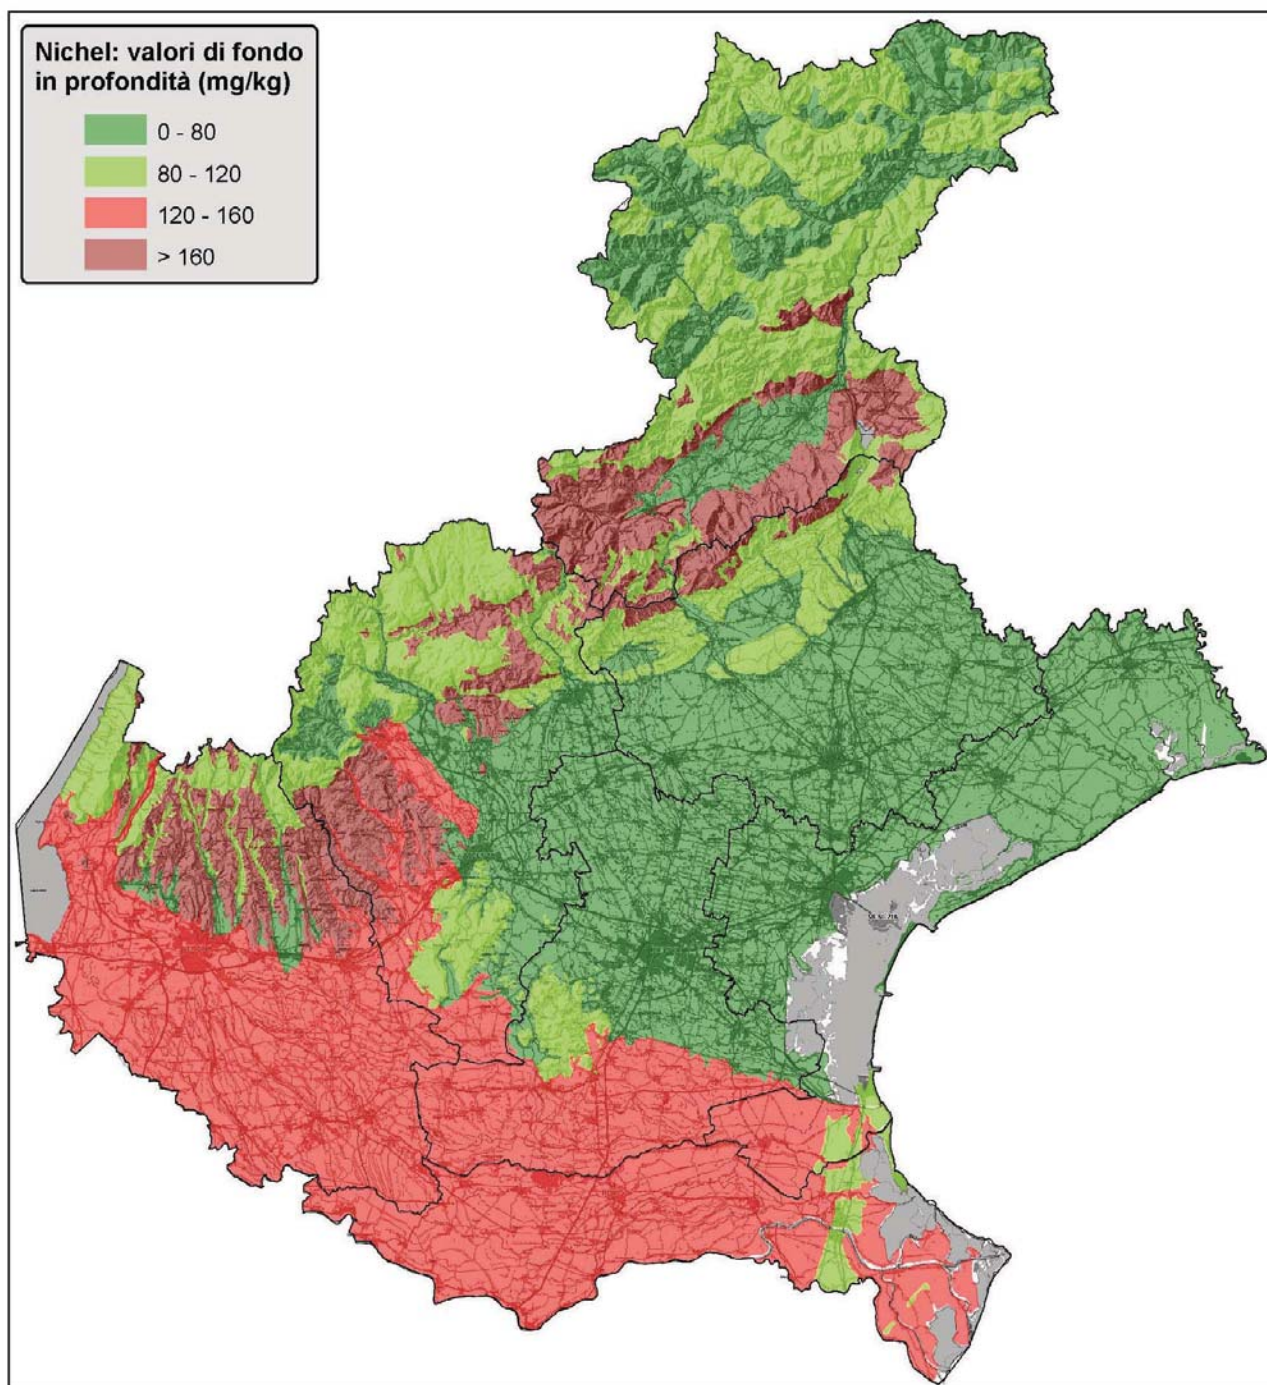 Nichel: valori di fondo
in profondità (mg/kg)
0 - 80
80 - 120
120 - 160
> 160